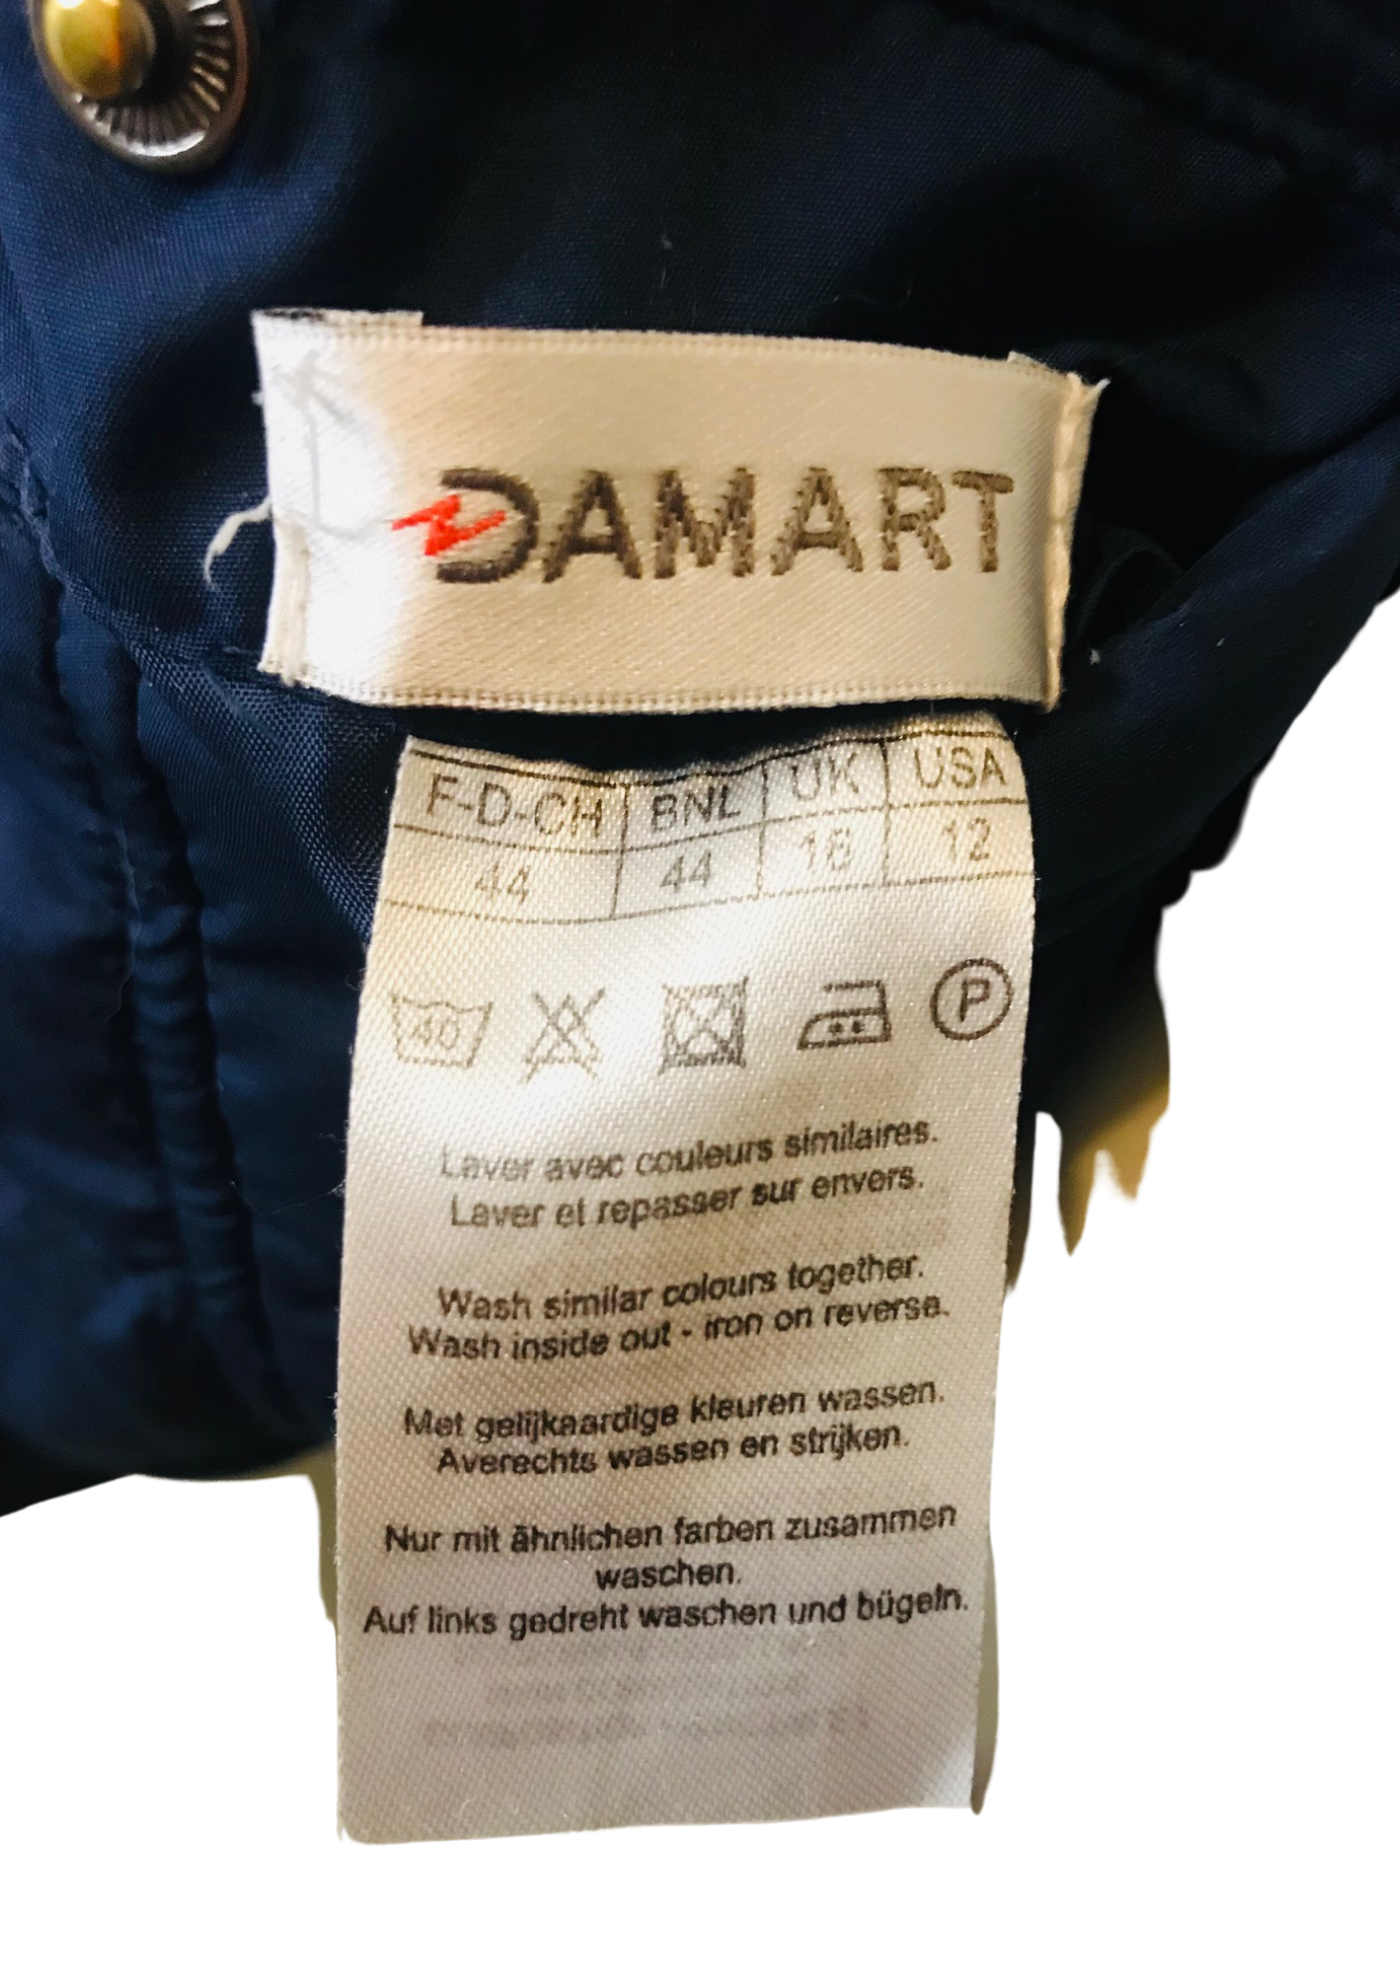 DAMART
F-D-CH BNL UK USA
44 44 16 12
40 P
Laver avec couleurs similaires.
Laver et repasser sur envers.
Wash similar colours together.
Wash inside out - iron on reverse.
Met gelijkaardige kleuren wassen.
Averechts wassen en strijken.
Nur mit ähnlichen farben zusammen
waschen.
Auf links gedreht waschen und bügeln.